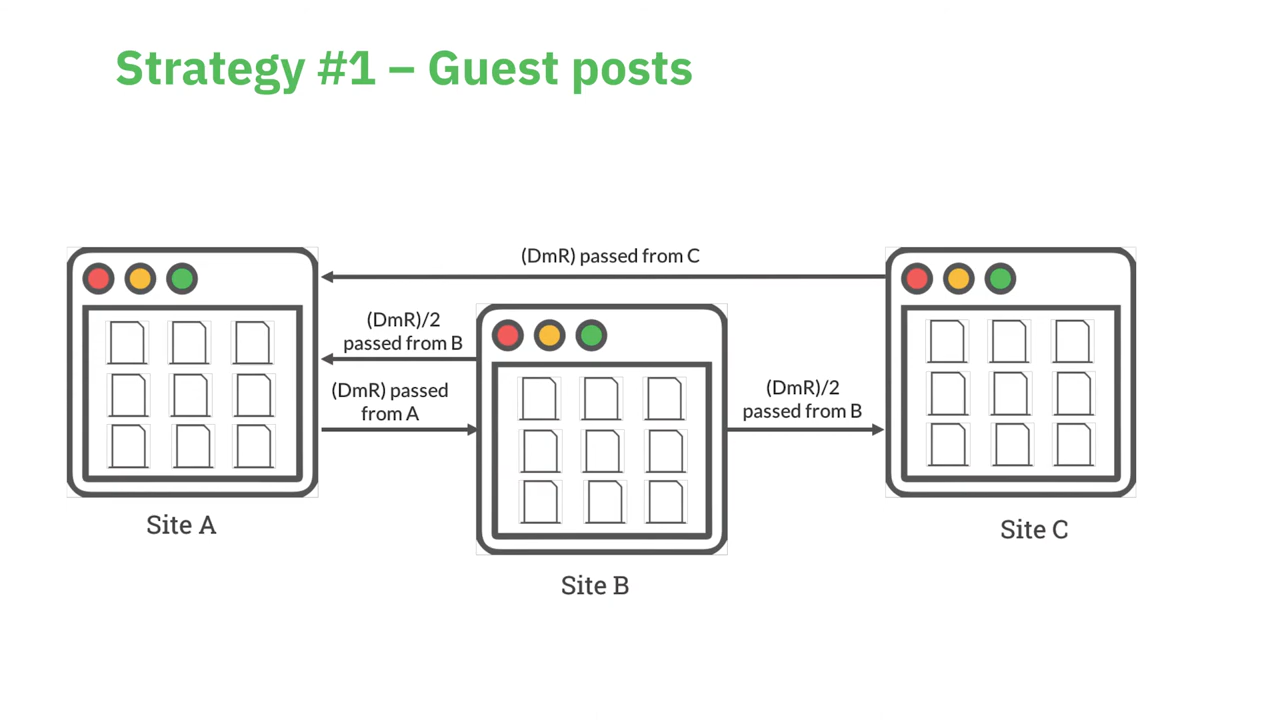 Strategy #1 – Guest posts
(DmR) passed from C
(DmR)/2
passed from B
(DmR) passed
from A
(DmR)/2
passed from B
Site A
Site B
Site C